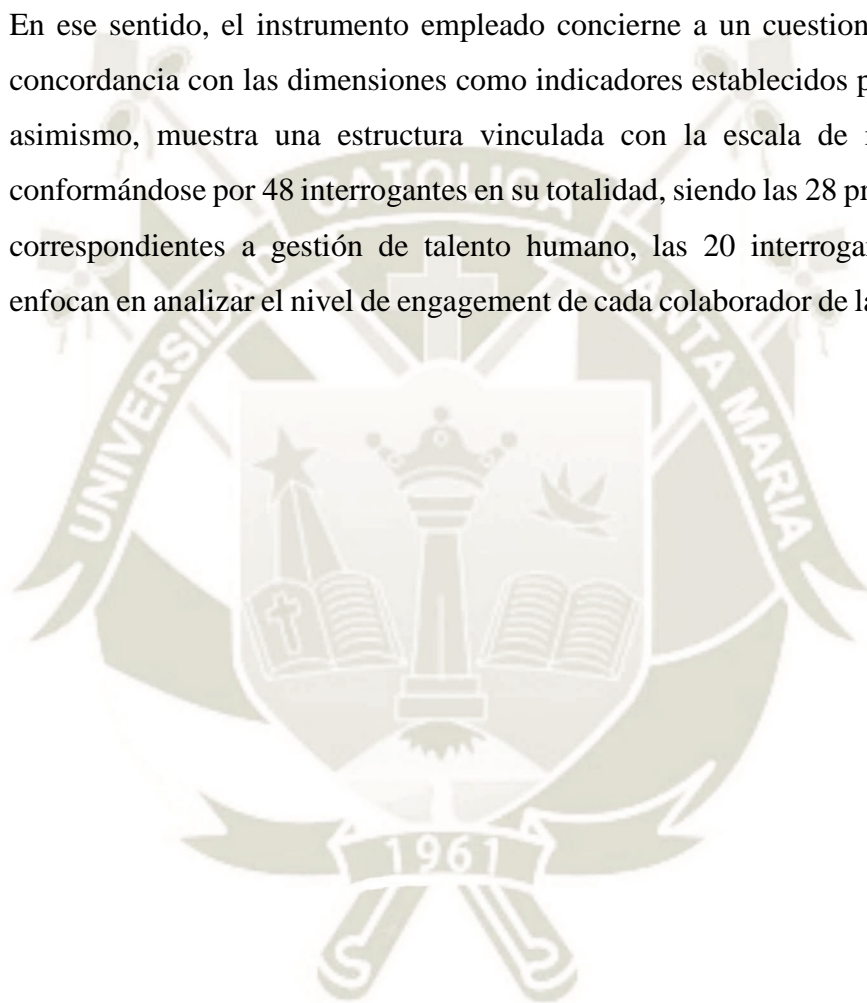 En ese sentido, el instrumento empleado concierne a un cuestion
concordancia con las dimensiones como indicadores establecidos p
asimismo, muestra una estructura vinculada con la escala de
conformándose por 48 interrogantes en su totalidad, siendo las 28 pr
correspondientes a gestión de talento humano, las 20 interroga
enfocan en analizar el nivel de engagement de cada colaborador de la
UNIVERSIDAD CATOLICA SANTA MARIA
1961